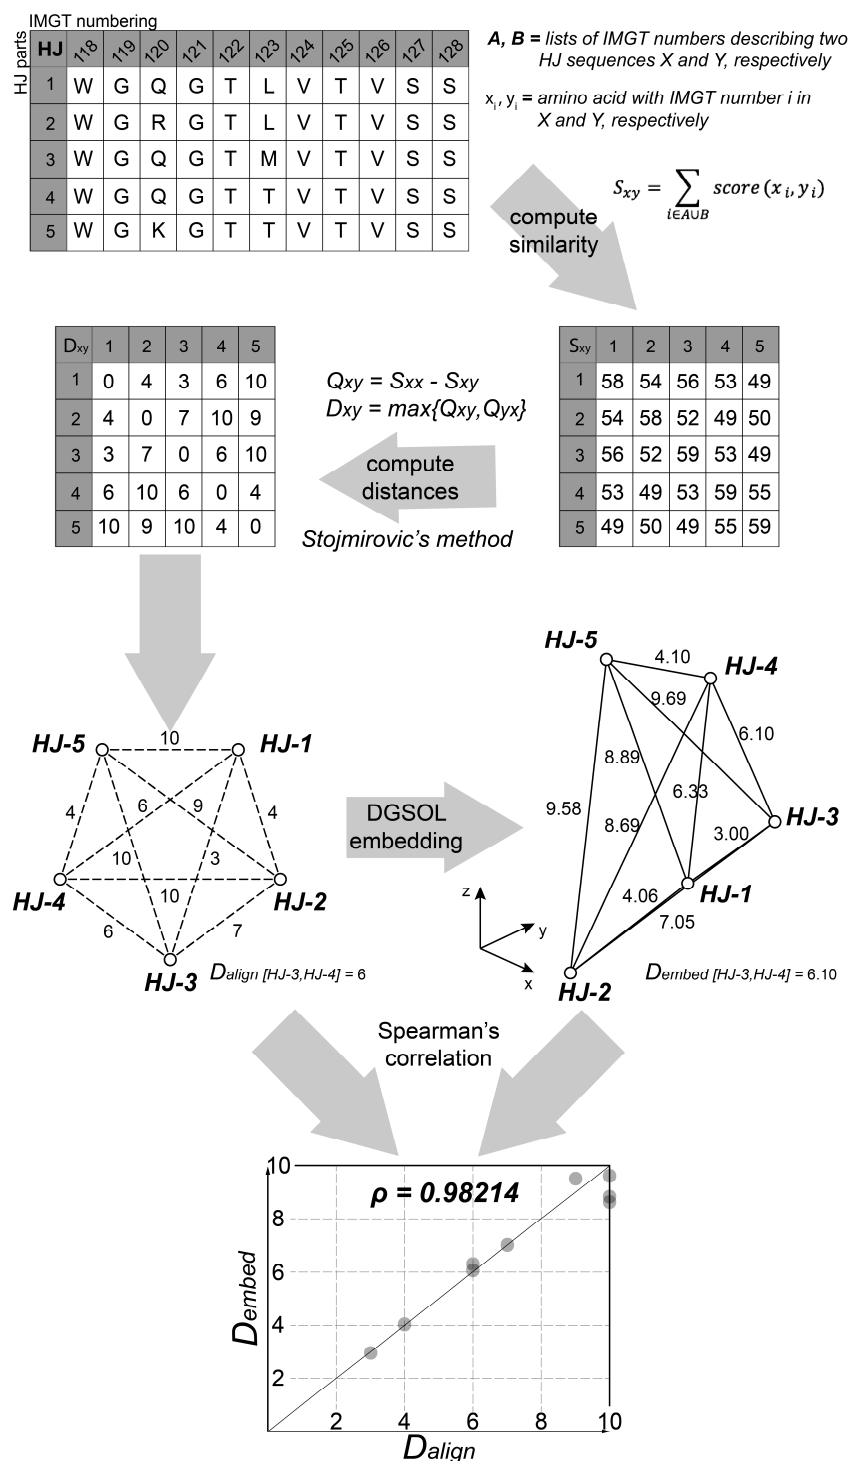 IMGT numbering
HJ parts
HJ 118 119 120 121 122 123 124 125 126 127 128
1 W G Q G T L V T V S S
2 W G R G T L V T V S S
3 W G Q G T M V T V S S
4 W G Q G T T V T V S S
5 W G K G T T V T V S S
A, B = lists of IMGT numbers describing two
HJ sequences X and Y, respectively
xi, yi = amino acid with IMGT number i in
X and Y, respectively
Sxy = ∑ score (x i, y i)
i∈A∪B
compute
similarity
Dxy 1 2 3 4 5
1 0 4 3 6 10
2 4 0 7 10 9
3 3 7 0 6 10
4 6 10 6 0 4
5 10 9 10 4 0
Qxy = Sxx - Sxy
Dxy = max{Qxy,Qyx}
compute
distances
Stojmirovic's method
Sxy 1 2 3 4 5
1 58 54 56 53 49
2 54 58 52 49 50
3 56 52 59 53 49
4 53 49 53 59 55
5 49 50 49 55 59
HJ-5 10 HJ-1
4 6 9 4
10 3
HJ-4 10 HJ-2
6 7
HJ-3
Dalign [HJ-3,HJ-4] = 6
DGSOL
embedding
z
y
x
HJ-5
4.10
HJ-4
9.69
6.10
8.89
6.33
9.58
8.69
HJ-3
3.00
4.06
HJ-1
7.05
HJ-2
Dembed [HJ-3,HJ-4] = 6.10
Spearman's
correlation
10
ρ = 0.98214
8
6
4
2
Dembed
2 4 6 8 10
Dalign